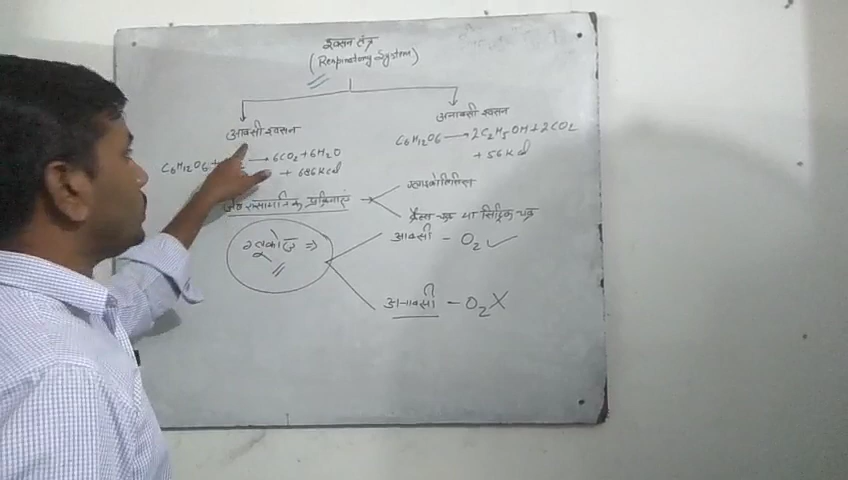 श्वसन तंत्र
(Respiratory System)
आक्सी श्वसन
C6H12O6 + → 6CO2 + 6H2O
+ 686 Kcal
अनाक्सी श्वसन
C6H12O6 → 2C2H5OH + 2CO2
+ 56 Kcal
जैव रासायनिक प्रक्रियाएं
ग्लाइकोलिसिस
क्रैब्स चक्र या सिट्रिक चक्र
ग्लूकोज ⇒
आक्सी - O2 ✓
अनाक्सी - O2 X